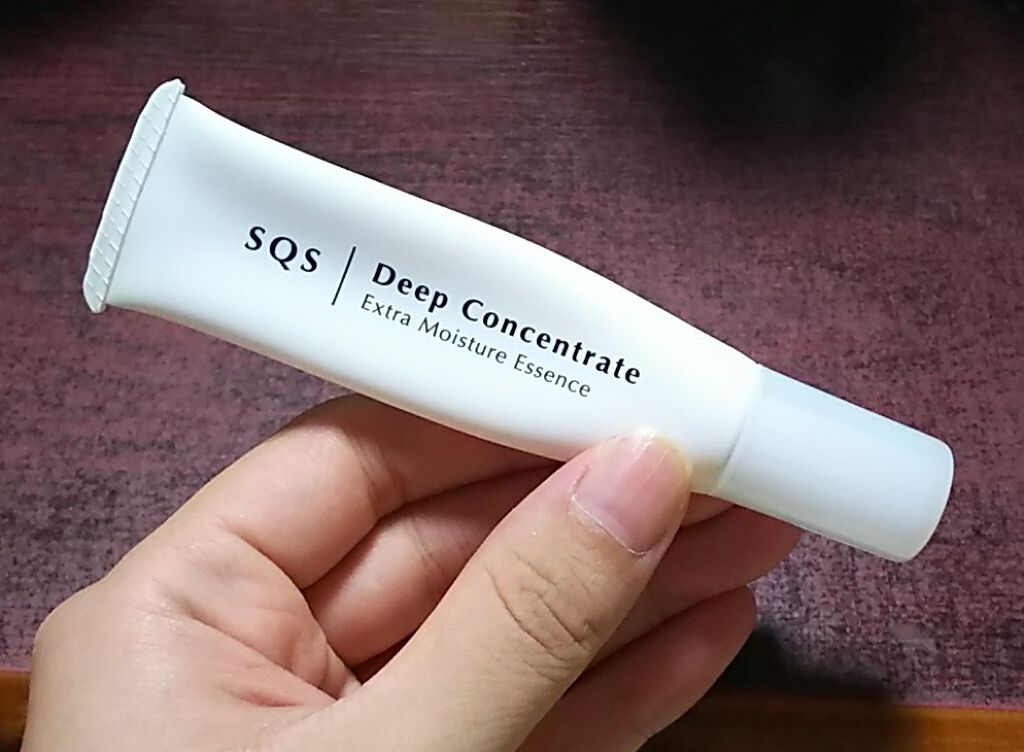 SQS
Deep Concentrate
Extra Moisture Essence